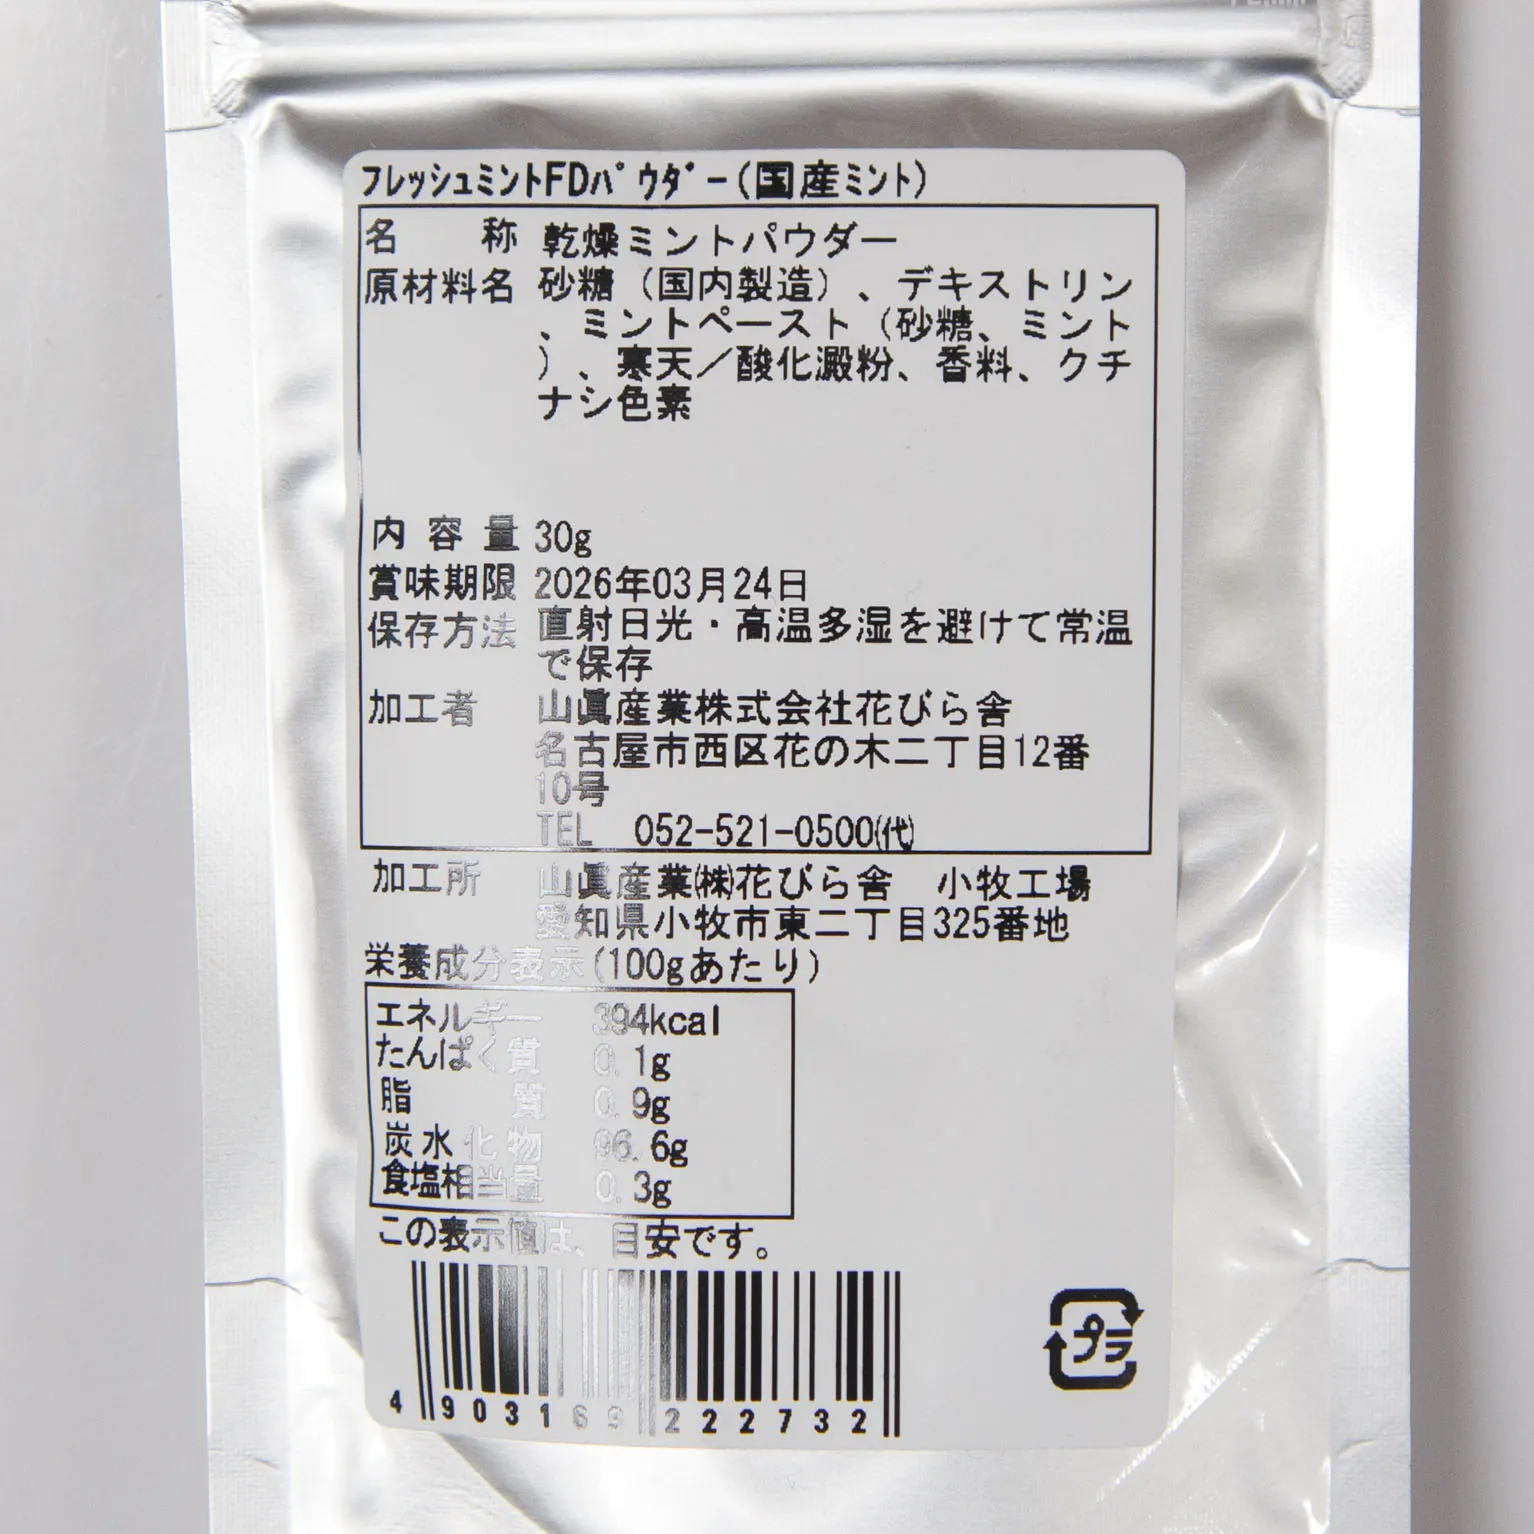 フレッシュミントFDパウダー(国産ミント)
名 称 乾燥ミントパウダー
原材料名 砂糖(国内製造)、デキストリン
、ミントペースト(砂糖、ミント
)、寒天/酸化澱粉、香料、クチ
ナシ色素
内容量 30g
賞味期限 2026年03月24日
保存方法 直射日光・高温多湿を避けて常温
で保存
加工者 山眞産業株式会社花びら舎
名古屋市西区花の木二丁目12番
10号
TEL 052-521-0500(代)
加工所 山眞産業(株)花びら舎 小牧工場
愛知県小牧市東二丁目325番地
栄養成分表示(100gあたり)
エネルギー 394kcal
たんぱく質 0.1g
脂質 0.9g
炭水化物 96.6g
食塩相当量 0.3g
この表示値は、目安です。
プラ
4 903169 222732